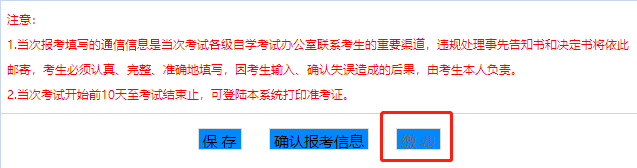 注意：
1.当次报考填写的通信信息是当次考试各级自学考试办公室联系考生的重要渠道，违规处理事先告知书和决定书将依此
邮寄，考生必须认真、完整、准确地填写，因考生输入、确认失误造成的后果，由考生本人负责。
2.当次考试开始前10天至考试结束止，可登陆本系统打印准考证。
保 存 确认报考信息